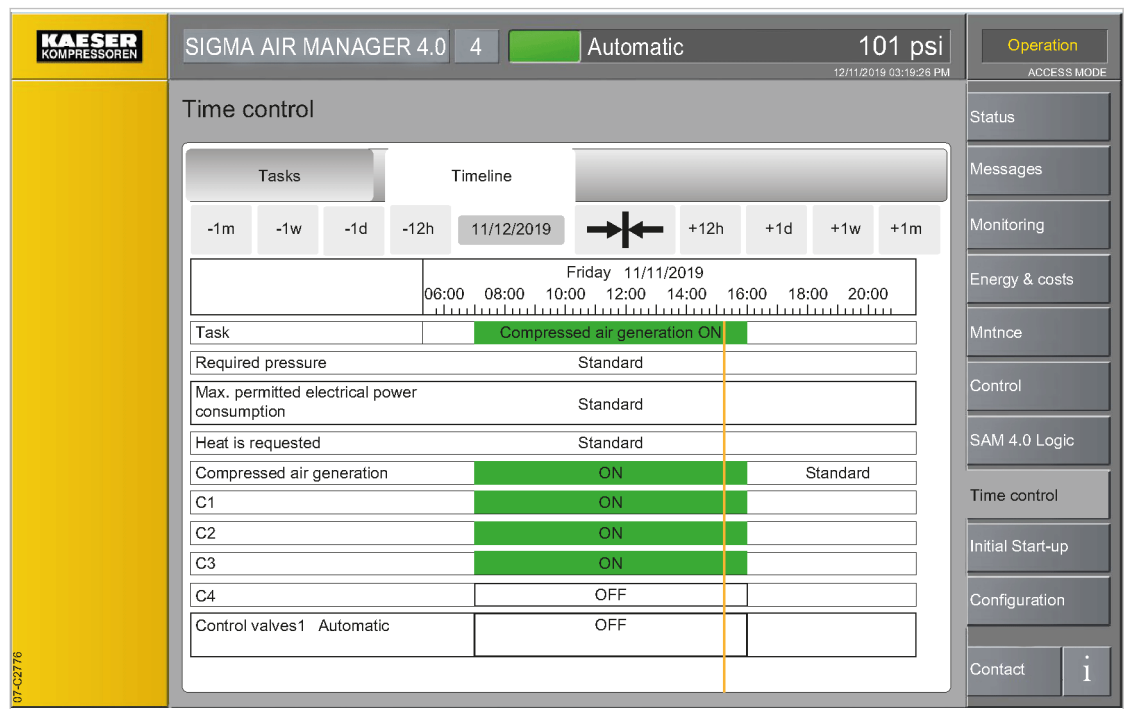 KAESER
KOMPRESSOREN
SIGMA AIR MANAGER 4.0 4 Automatic 101 psi
12/11/2019 03:19:26 PM
Operation
ACCESS MODE
Time control
Tasks Timeline
-1m -1w -1d -12h 11/12/2019 +12h +1d +1w +1m
Friday 11/11/2019
06:00 08:00 10:00 12:00 14:00 16:00 18:00 20:00
Task Compressed air generation ON
Required pressure Standard
Max. permitted electrical power
consumption Standard
Heat is requested Standard
Compressed air generation ON Standard
C1 ON
C2 ON
C3 ON
C4 OFF
Control valves1 Automatic OFF
Status
Messages
Monitoring
Energy & costs
Mntnce
Control
SAM 4.0 Logic
Time control
Initial Start-up
Configuration
Contact i
07-C2776